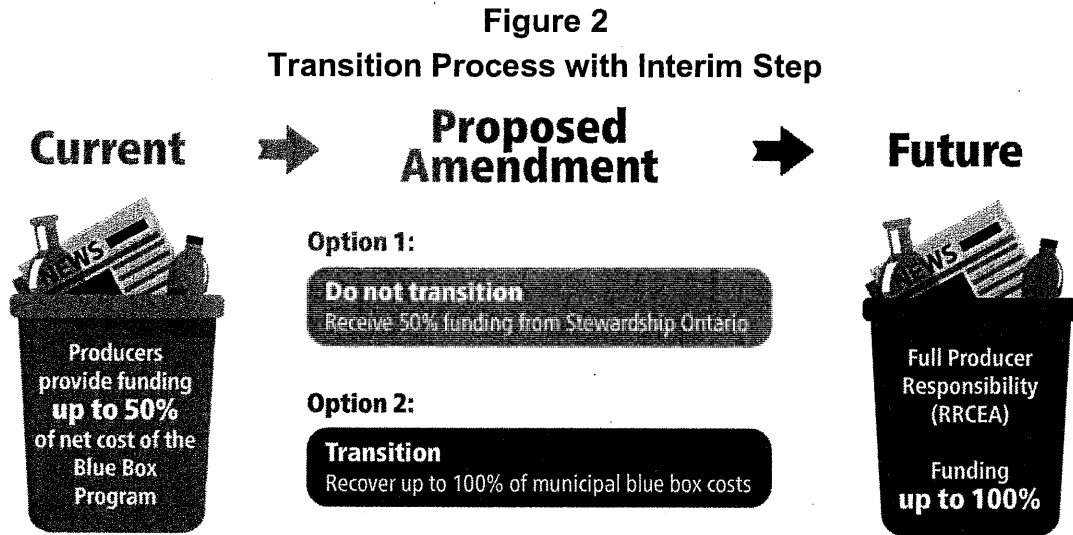 Figure 2
Transition Process with Interim Step
Current
Proposed
Amendment
Future
NEWS
Producers
provide funding
up to 50%
of net cost of the
Blue Box
Program
Option 1:
Do not transition
Receive 50% funding from Stewardship Ontario
Option 2:
Transition
Recover up to 100% of municipal blue box costs
NEWS
Full Producer
Responsibility
(RRCEA)
Funding
up to 100%